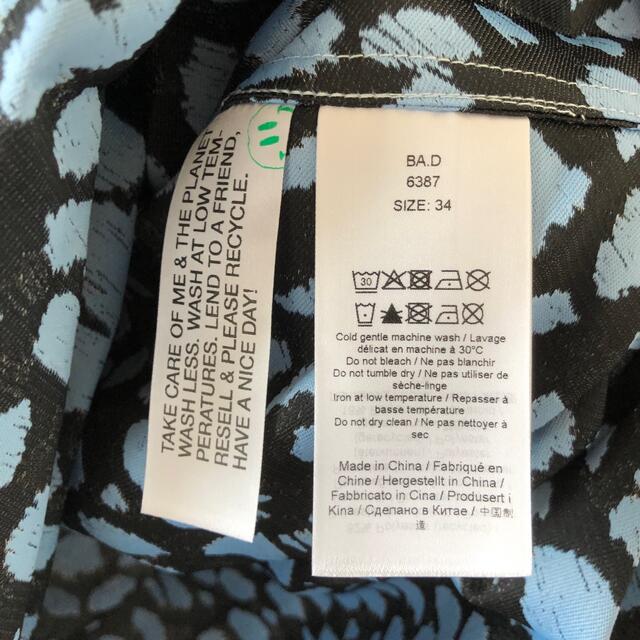 TAKE CARE OF ME & THE PLANET
WASH LESS. WASH AT LOW TEM-
PERATURES. LEND TO A FRIEND,
RESELL & PLEASE RECYCLE.
HAVE A NICE DAY!
BA.D
6387
SIZE: 34
30
Cold gentle machine wash / Lavage
délicat en machine à 30°C
Do not bleach / Ne pas blanchir
Do not tumble dry / Ne pas utiliser de
sèche-linge
Iron at low temperature / Repasser à
basse température
Do not dry clean / Ne pas nettoyer à
sec
Made in China / Fabriqué en
Chine / Hergestellt in China /
Fabbricato in Cina / Produsert i
Kina / Сделано в Китае / 中国制
造